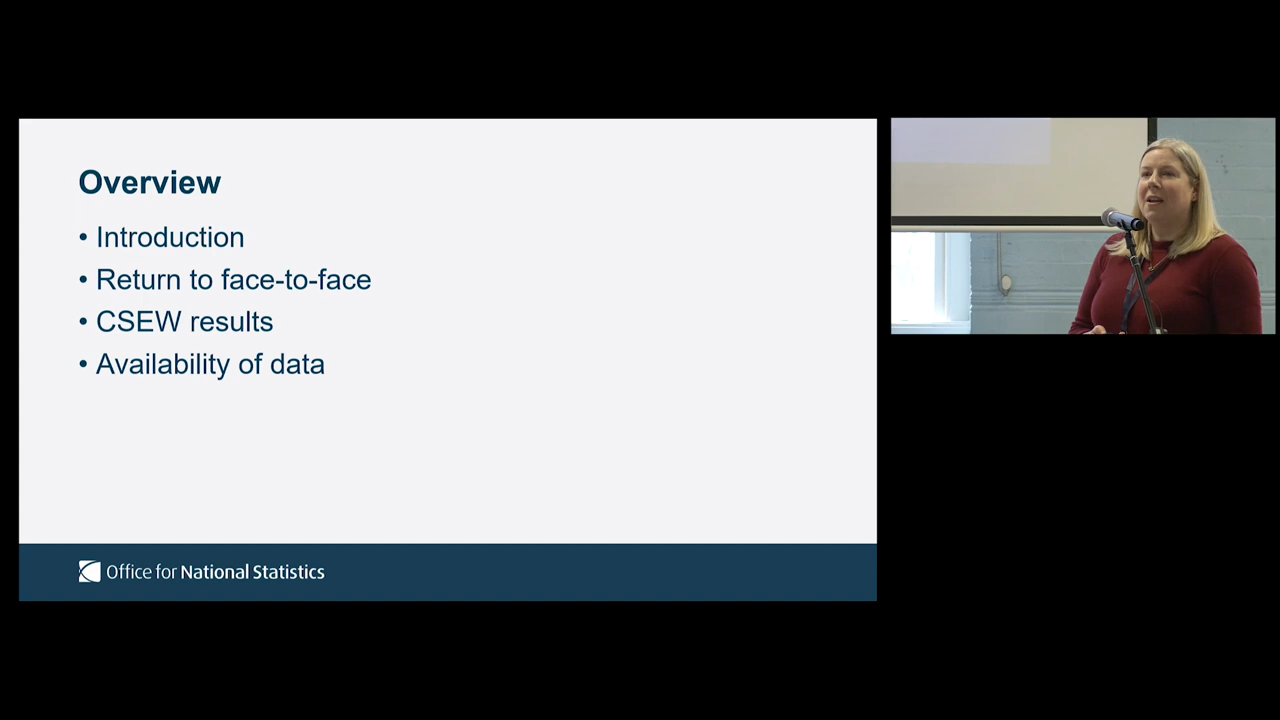 Overview
• Introduction
• Return to face-to-face
• CSEW results
• Availability of data
Office for National Statistics